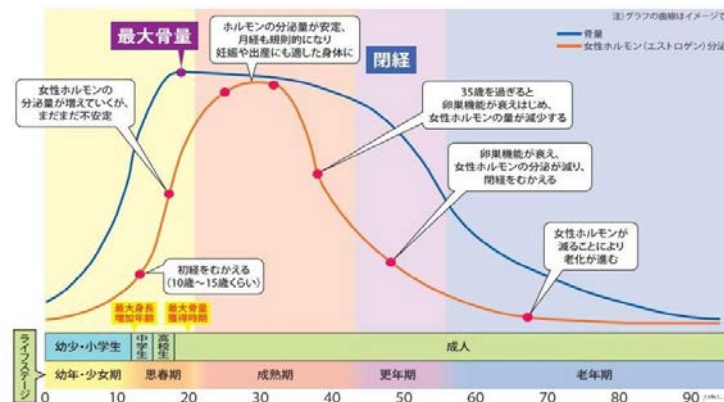 注)グラフの曲線はイメージで
骨量
女性ホルモン(エストロゲン)分泌
最大骨量
ホルモンの分泌量が安定、
月経も規則的になり
妊娠や出産にも適した身体に
閉経
女性ホルモンの
分泌量が増えていくが、
まだまだ不安定
35歳を過ぎると
卵巣機能が衰えはじめ、
女性ホルモンの量が減少する
卵巣機能が衰え、
女性ホルモンの分泌が減り、
閉経をむかえる
女性ホルモンが
減ることにより
老化が進む
初経をむかえる
(10歳~15歳くらい)
最大身長
増加年齢
最大骨量
獲得時期
ライフステージ
幼少・小学生
中学生
高校生
成人
幼年・少女期
思春期
成熟期
更年期
老年期
0 10 20 30 40 50 60 70 80 90